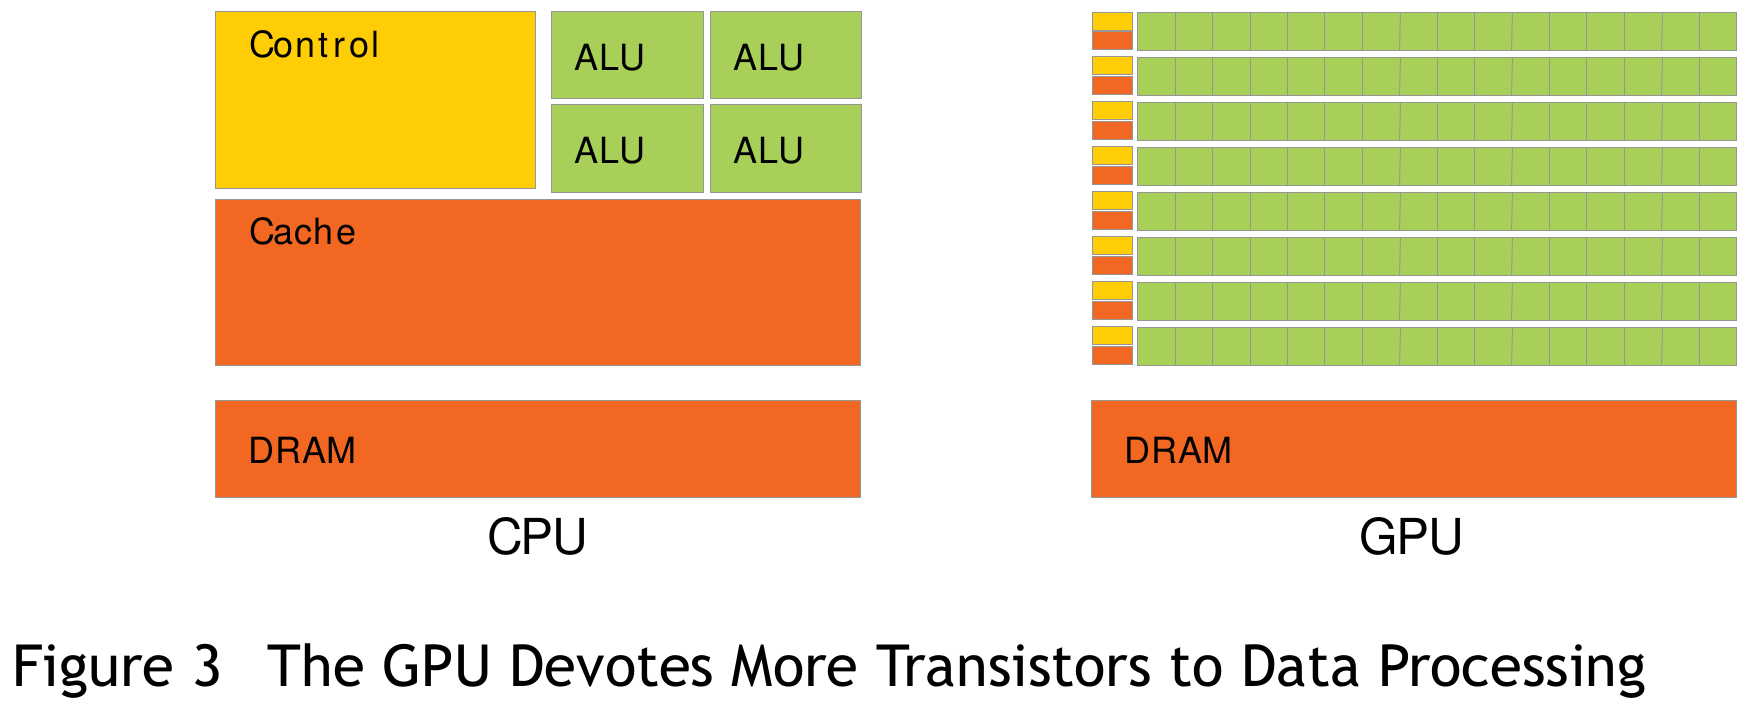 Control
ALU ALU
ALU ALU
Cache
DRAM
CPU
DRAM
GPU
Figure 3 The GPU Devotes More Transistors to Data Processing